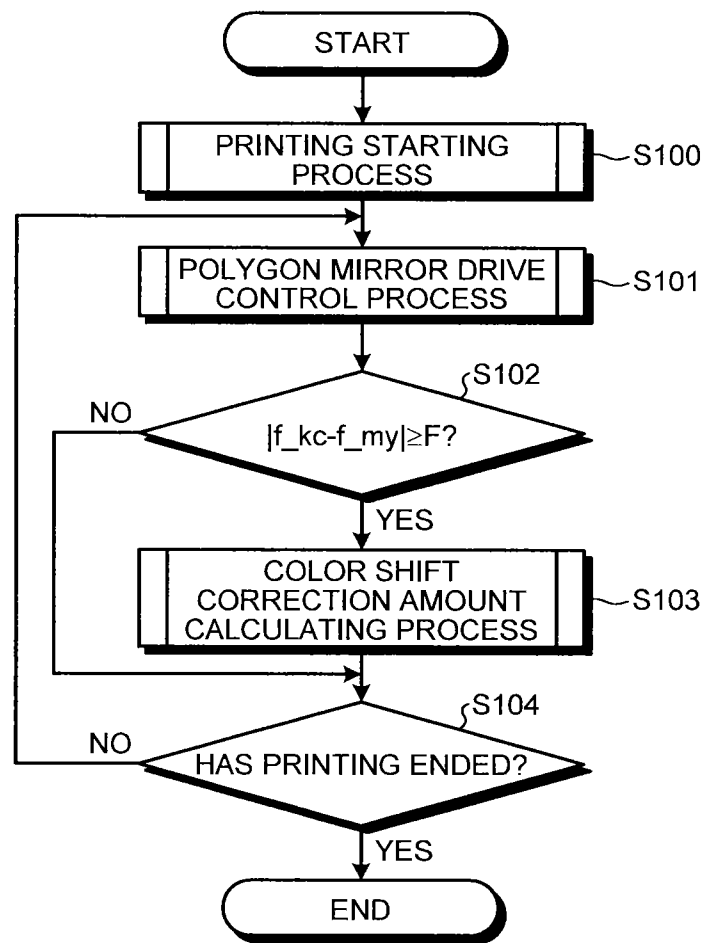 START
PRINTING STARTING
PROCESS
S100
POLYGON MIRROR DRIVE
CONTROL PROCESS
S101
S102
NO
|f_kc-f_my|≥F?
YES
COLOR SHIFT
CORRECTION AMOUNT
CALCULATING PROCESS
S103
S104
NO
HAS PRINTING ENDED?
YES
END